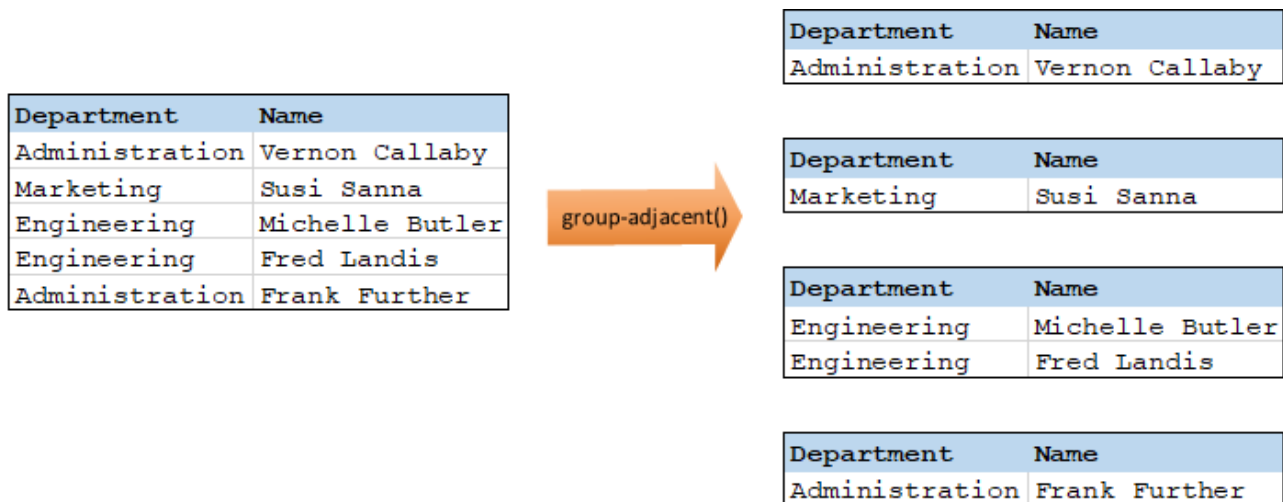 Department Name
Administration Vernon Callaby
Marketing Susi Sanna
Engineering Michelle Butler
Engineering Fred Landis
Administration Frank Further
group-adjacent()
Department Name
Administration Vernon Callaby
Department Name
Marketing Susi Sanna
Department Name
Engineering Michelle Butler
Engineering Fred Landis
Department Name
Administration Frank Further